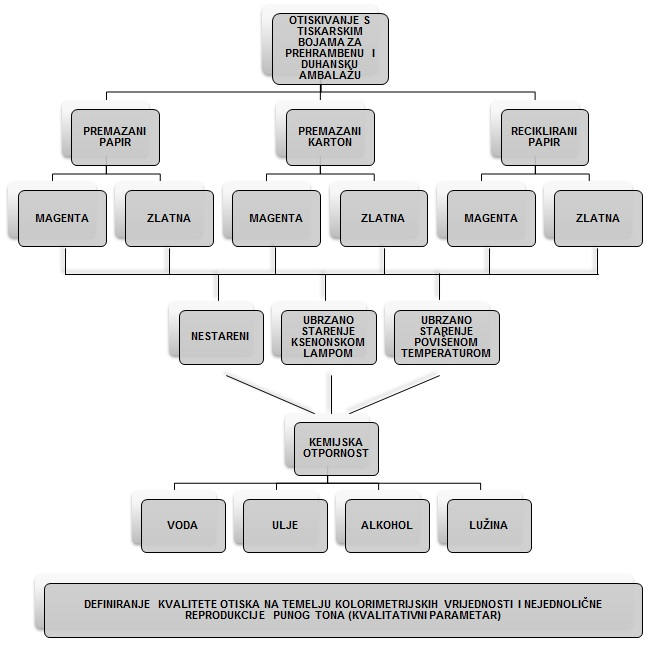 OTISKIVANJE S
TISKARSKIM
BOJAMA ZA
PREHRAMBENU I
DUHANSKU
AMBALAŽU
PREMAZANI
PAPIR
PREMAZANI
KARTON
RECIKLIRANI
PAPIR
MAGENTA
ZLATNA
MAGENTA
ZLATNA
MAGENTA
ZLATNA
NESTARENI
UBRZANO
STARENJE
KSENONSKOM
LAMPOM
UBRZANO
STARENJE
POVIŠENOM
TEMPERATUROM
KEMIJSKA
OTPORNOST
VODA
ULJE
ALKOHOL
LUŽINA
DEFINIRANJE KVALITETE OTISKA NA TEMELJU KOLORIMETRIJSKIH VRIJEDNOSTI I NEJEDNOLIČNE
REPRODUKCIJE PUNOG TONA (KVALITATIVNI PARAMETAR)